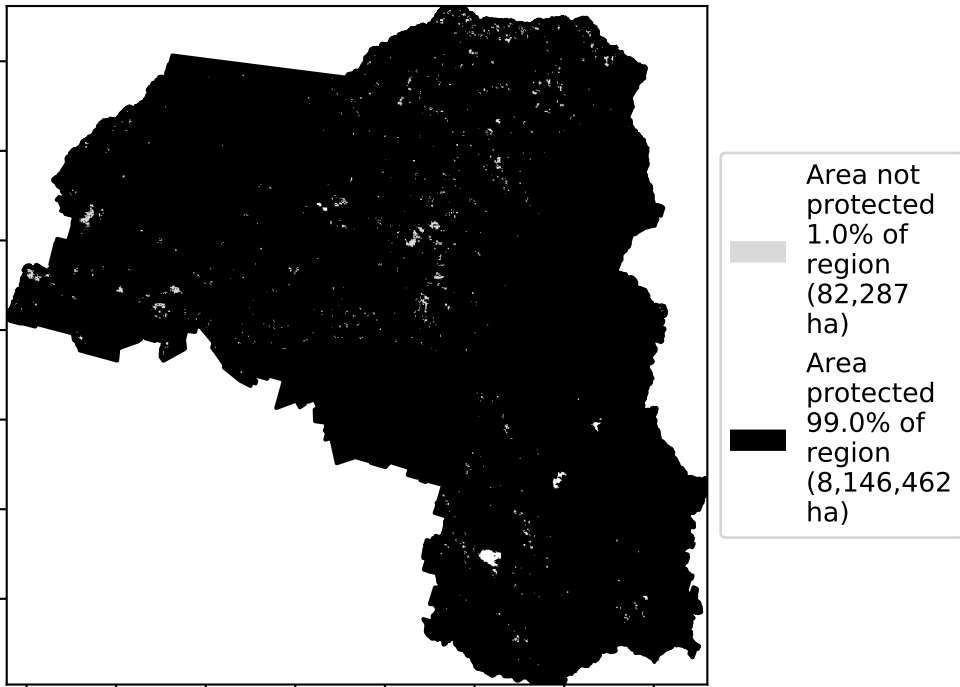 Area not
protected
1.0% of
region
(82,287
ha)
Area
protected
99.0% of
region
(8,146,462
ha)